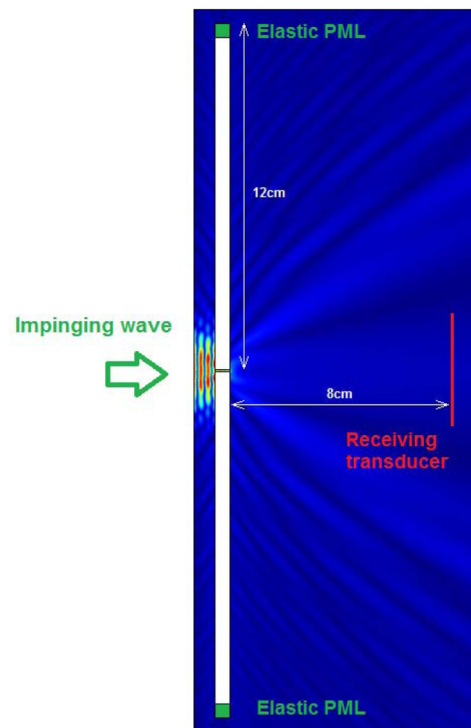 Elastic PML
12cm
Impinging wave
8cm
Receiving
transducer
Elastic PML